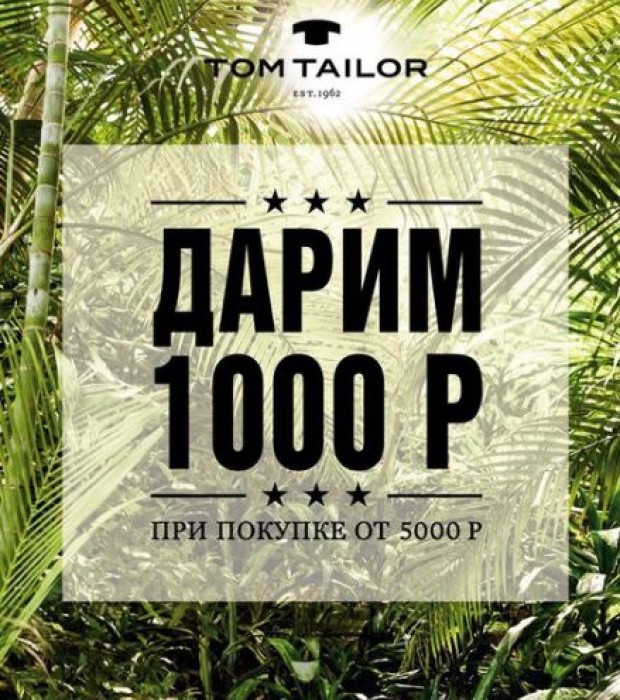 TOM TAILOR
EST. 1962
ДАРИМ
1000 Р
ПРИ ПОКУПКЕ ОТ 5000 Р